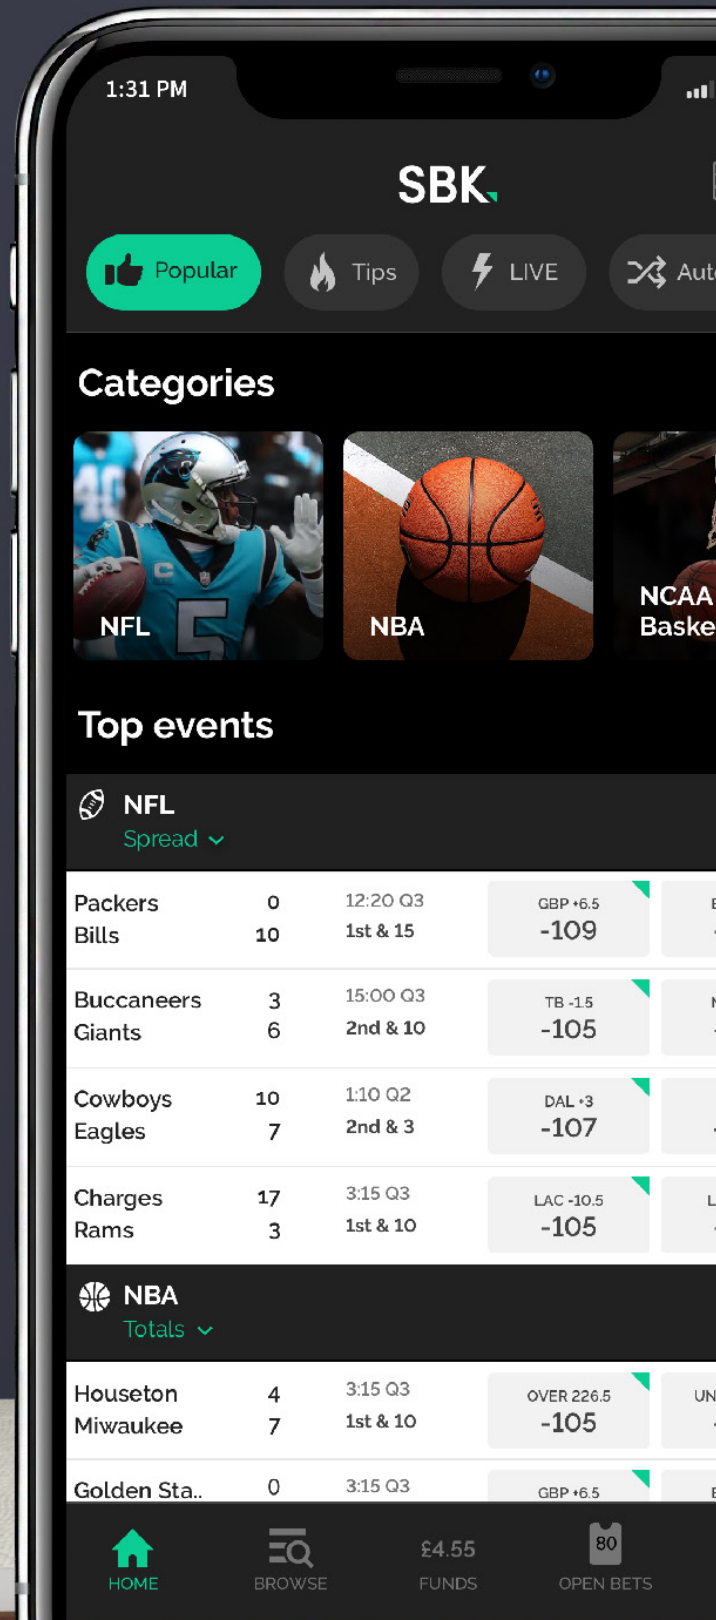 1:31 PM
SBK
Popular
Tips
LIVE
Categories
NFL
NBA
NCAA
Top events
NFL
Spread
Packers 0 12:20 Q3 GBP +6.5
Bills 10 1st & 15 -109
Buccaneers 3 15:00 Q3 TB -1.5
Giants 6 2nd & 10 -105
Cowboys 10 1:10 Q2 DAL +3
Eagles 7 2nd & 3 -107
Charges 17 3:15 Q3 LAC -10.5
Rams 3 1st & 10 -105
NBA
Totals
Houseton 4 3:15 Q3 OVER 226.5
Miwaukee 7 1st & 10 -105
Golden Sta.. 0 3:15 Q3 GBP +6.5
80
£4.55
HOME BROWSE FUNDS OPEN BETS